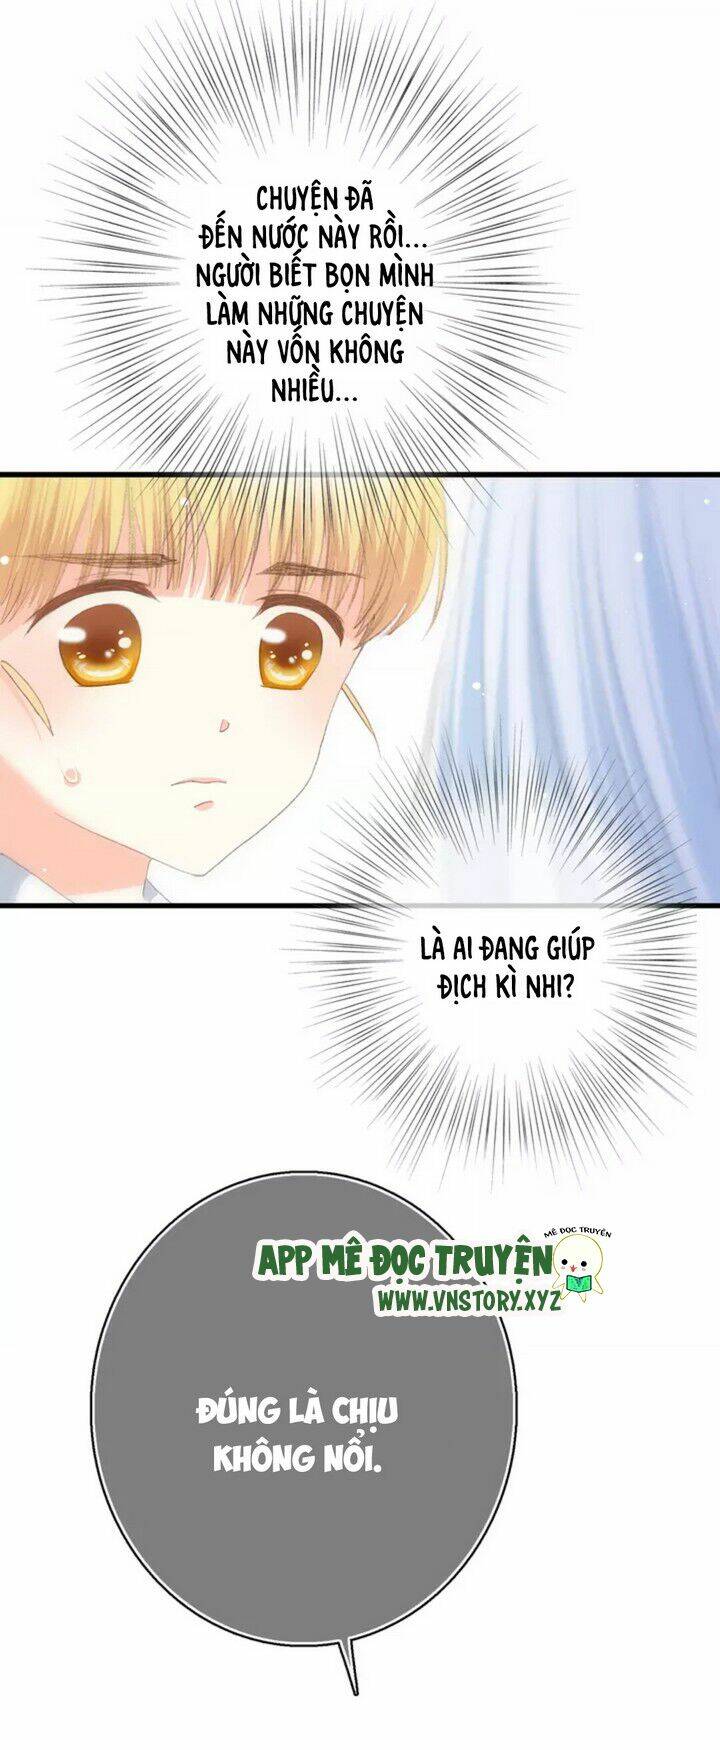 CHUYỆN ĐÃ
ĐẾN NƯỚC NÀY RỒI...
NGƯỜI BIẾT BỌN MÌNH
LÀM NHỮNG CHUYỆN
NÀY VỐN KHÔNG
NHIỀU...
LÀ AI ĐANG GIÚP
ĐỊCH KÌ NHI?
MÊ ĐỌC TRUYỆN
APP MÊ ĐỌC TRUYỆN
WWW.VNSTORY.XYZ
ĐÚNG LÀ CHỊU
KHÔNG NỔI.